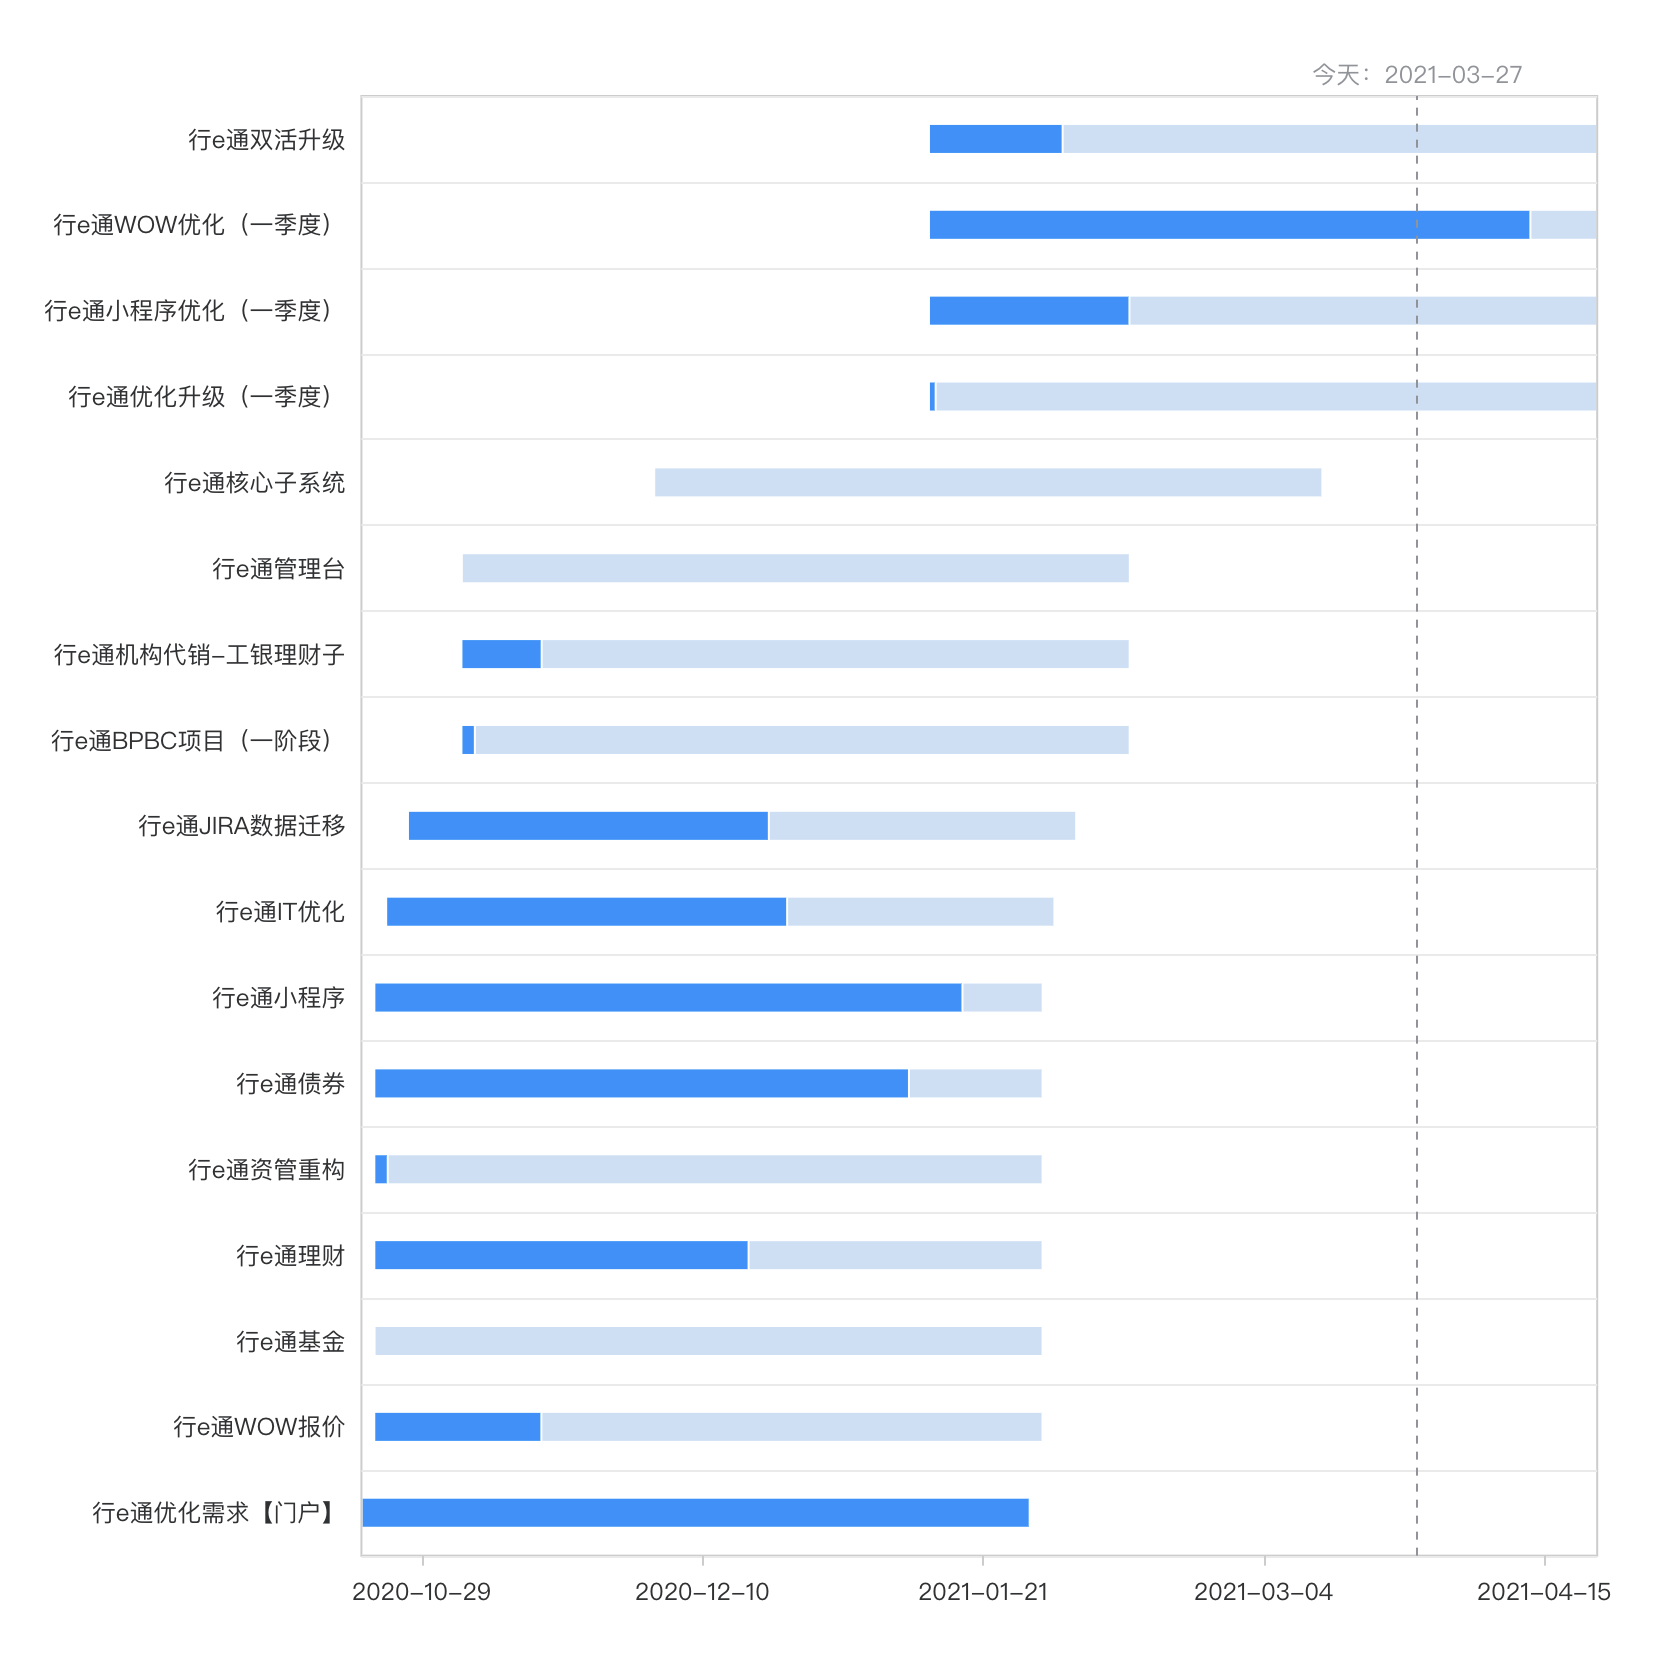 今天：2021-03-27
行e通双活升级
行e通WOW优化（一季度）
行e通小程序优化（一季度）
行e通优化升级（一季度）
行e通核心子系统
行e通管理台
行e通机构代销-工银理财子
行e通BPBC项目（一阶段）
行e通JIRA数据迁移
行e通IT优化
行e通小程序
行e通债券
行e通资管重构
行e通理财
行e通基金
行e通WOW报价
行e通优化需求【门户】
2020-10-29
2020-12-10
2021-01-21
2021-03-04
2021-04-15